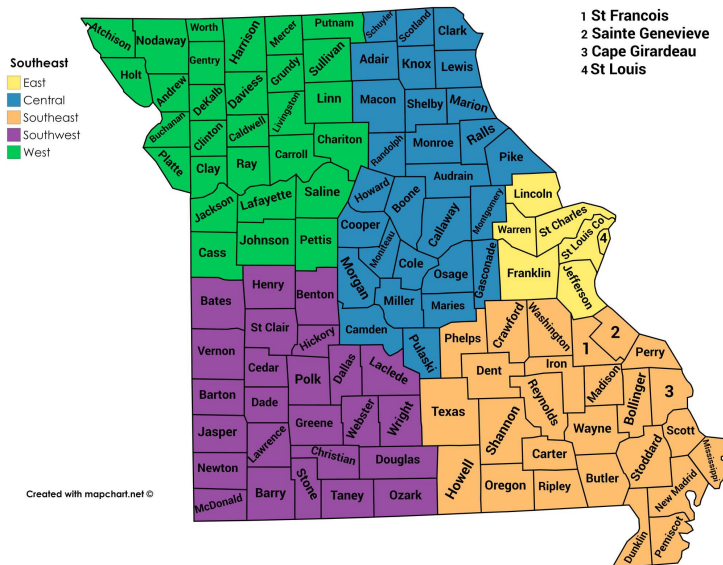 1 St Francois
2 Sainte Genevieve
3 Cape Girardeau
4 St Louis
Southeast
East
Central
Southeast
Southwest
West
Atchison
Nodaway
Worth
Harrison
Mercer
Putnam
Schuyler
Scotland
Clark
Holt
Andrew
Gentry
DeKalb
Daviess
Grundy
Sullivan
Adair
Knox
Lewis
Buchanan
Clinton
Caldwell
Livingston
Linn
Macon
Shelby
Marion
Platte
Clay
Ray
Carroll
Chariton
Randolph
Monroe
Ralls
Pike
Audrain
Jackson
Lafayette
Saline
Howard
Boone
Callaway
Montgomery
Lincoln
Warren
St Charles
St Louis Co
4
Cass
Johnson
Pettis
Cooper
Moniteau
Cole
Osage
Gasconade
Franklin
Jefferson
Bates
Henry
Benton
Morgan
Miller
Maries
Camden
Pulaski
Phelps
Crawford
Washington
1
2
Perry
Vernon
St Clair
Hickory
Cedar
Polk
Dallas
Laclede
Dent
Iron
Madison
Bollinger
3
Barton
Dade
Greene
Webster
Wright
Texas
Shannon
Reynolds
Wayne
Scott
Mississippi
Jasper
Lawrence
Christian
Douglas
Howell
Carter
Stoddard
Newton
McDonald
Barry
Stone
Taney
Ozark
Oregon
Ripley
Butler
New Madrid
Dunklin
Pemiscot
Created with mapchart.net ©